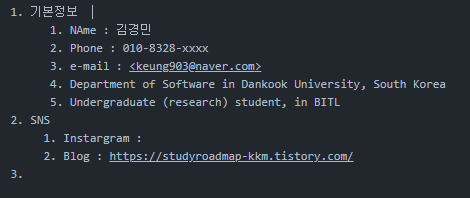 1. 기본정보
1. NAme : 김경민
2. Phone : 010-8328-xxxx
3. e-mail : <keung903@naver.com>
4. Department of Software in Dankook University, South Korea
5. Undergraduate (research) student, in BITL
2. SNS
1. Instargram :
2. Blog : https://studyroadmap-kkm.tistory.com/
3.